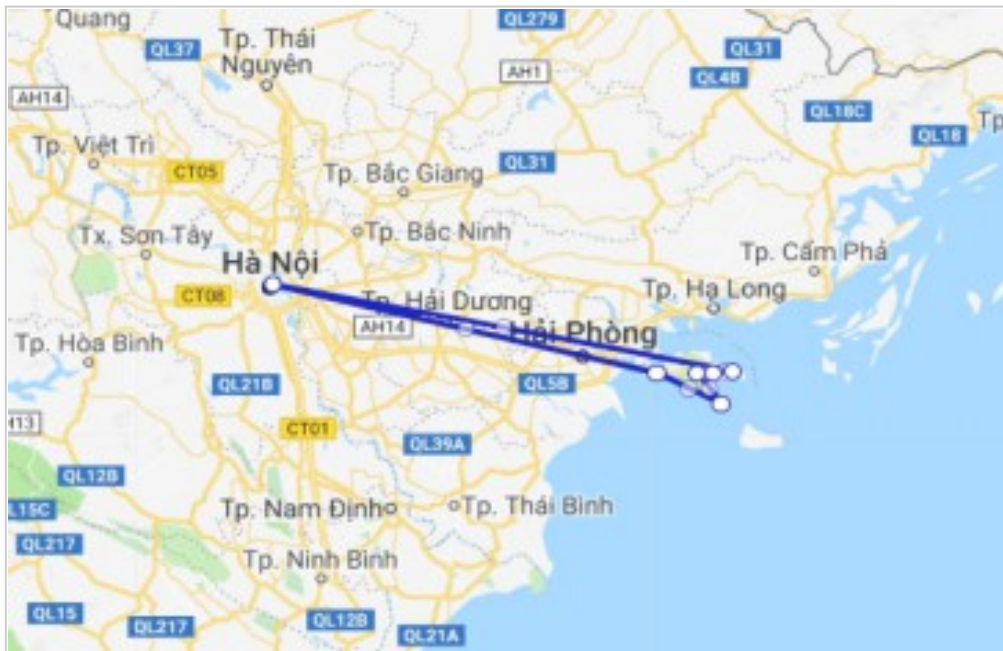 Quang
QL279
Tp. Thái
Nguyên
QL37
QL31
AH1
QL4B
AH14
QL18C
Tp. Việt Trì
QL18
CT05
QL31
Tp. Bắc Giang
Tx. Sơn Tây
Tp. Bắc Ninh
Hà Nội
Tp. Cẩm Phả
CT08
Tp. Hải Dương
Tp. Hạ Long
AH14
Hải Phòng
Tp. Hòa Bình
QL21B
QL5B
CT01
QL39A
QL12B
Tp. Nam Định
Tp. Thái Bình
QL217
Tp. Ninh Bình
QL15
QL217
QL12B
QL21A